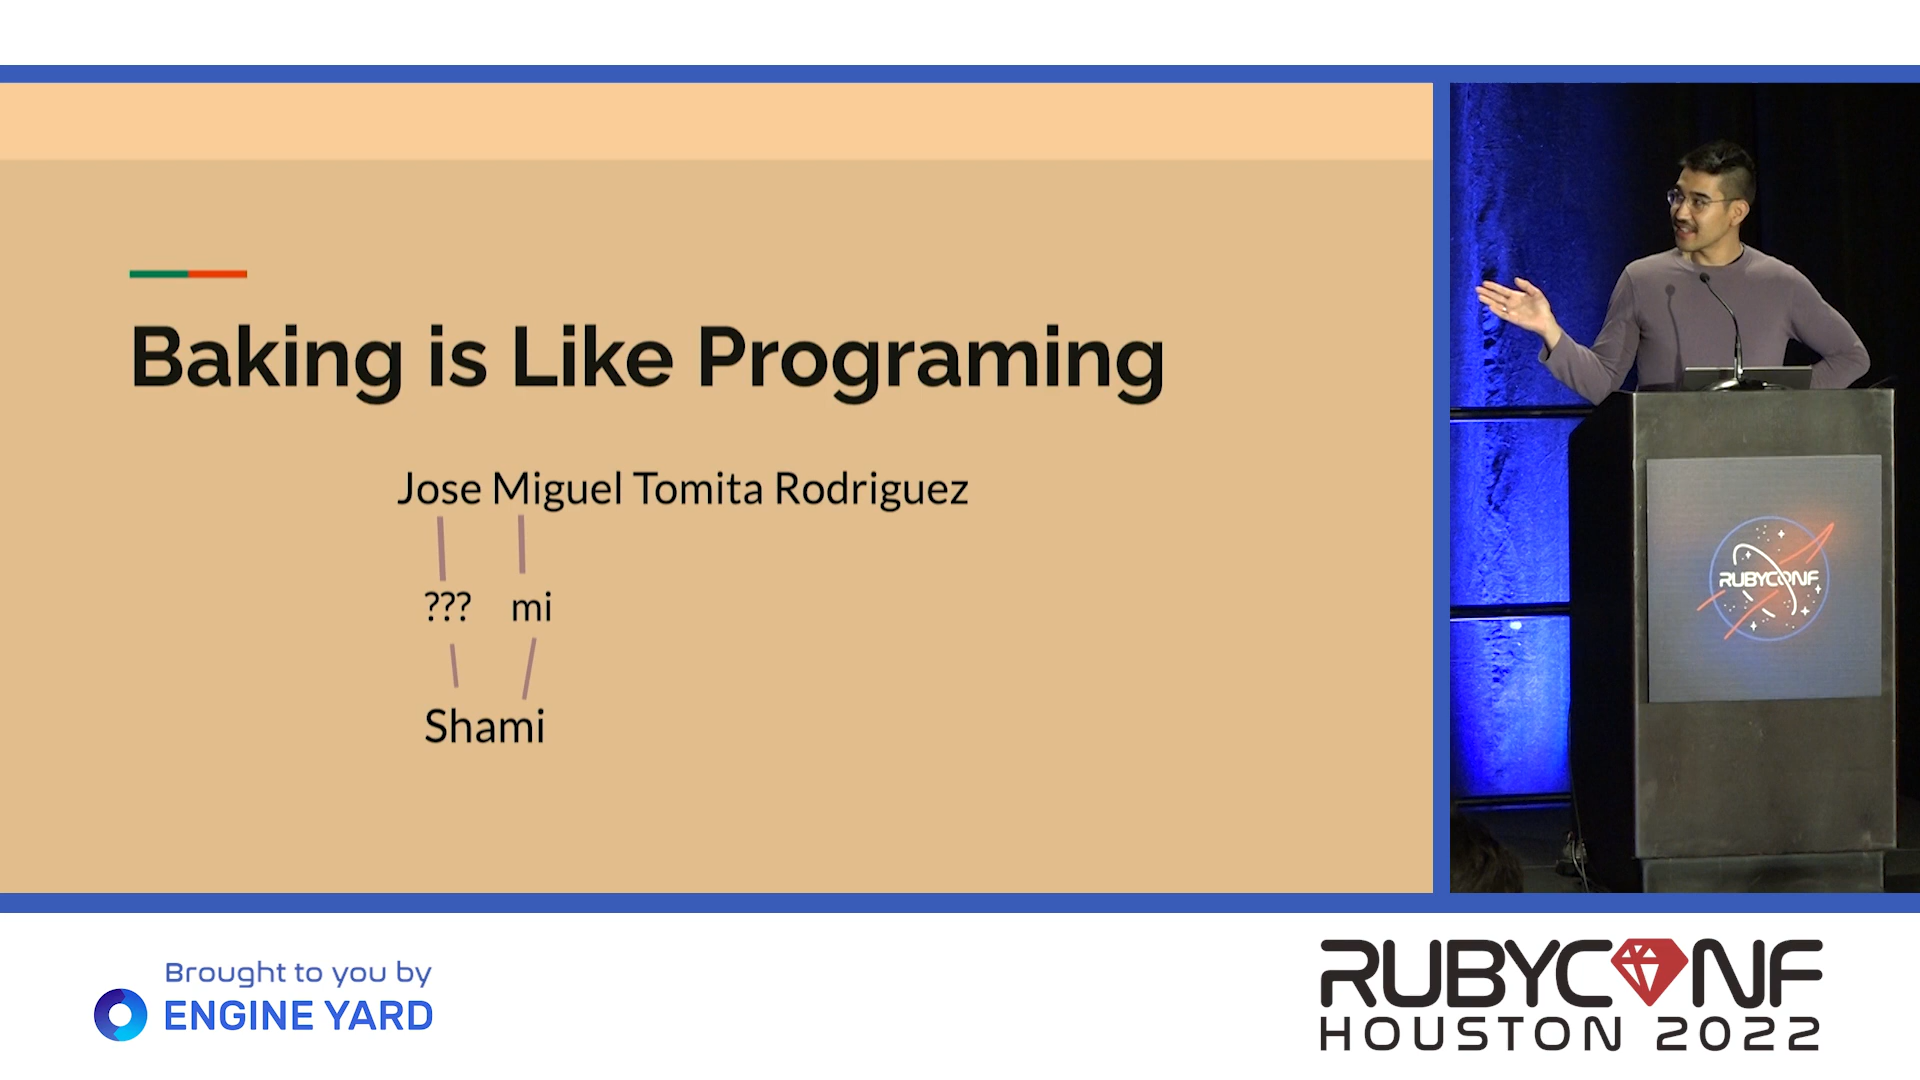 Baking is Like Programing
Jose Miguel Tomita Rodriguez
??? mi
Shami
RUBYCONF
Brought to you by
ENGINE YARD
RUBYCONF
HOUSTON 2022